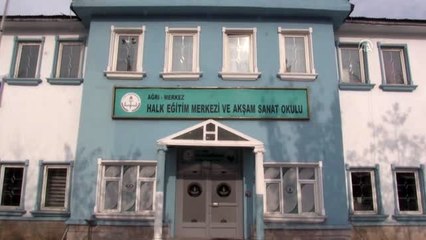 AĞRI - MERKEZ
HALK EĞİTİM MERKEZİ VE AKŞAM SANAT OKULU